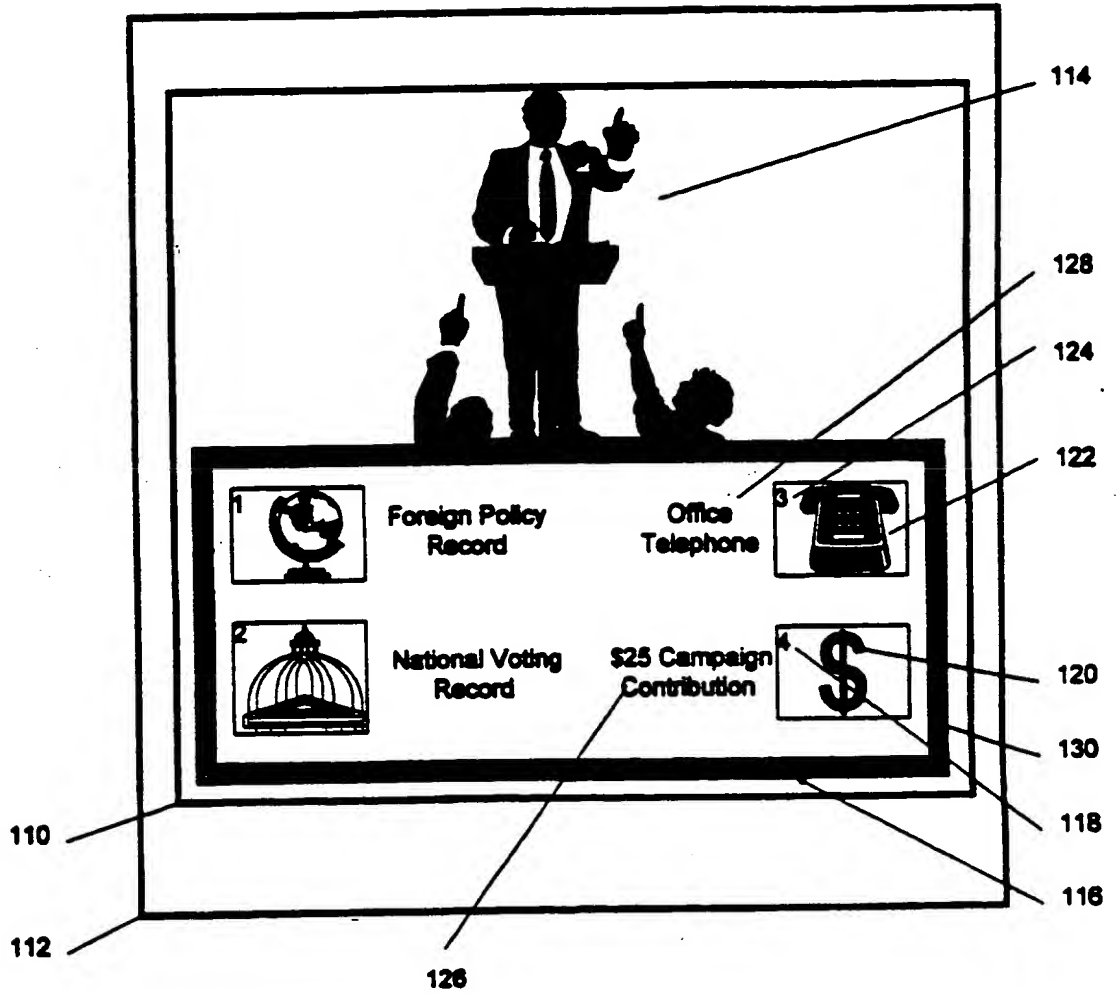 114
128
124
122
1
Foreign Policy
Record
Office
Telephone
3
2
National Voting
Record
$25 Campaign
Contribution
4
120
130
118
116
110
112
126